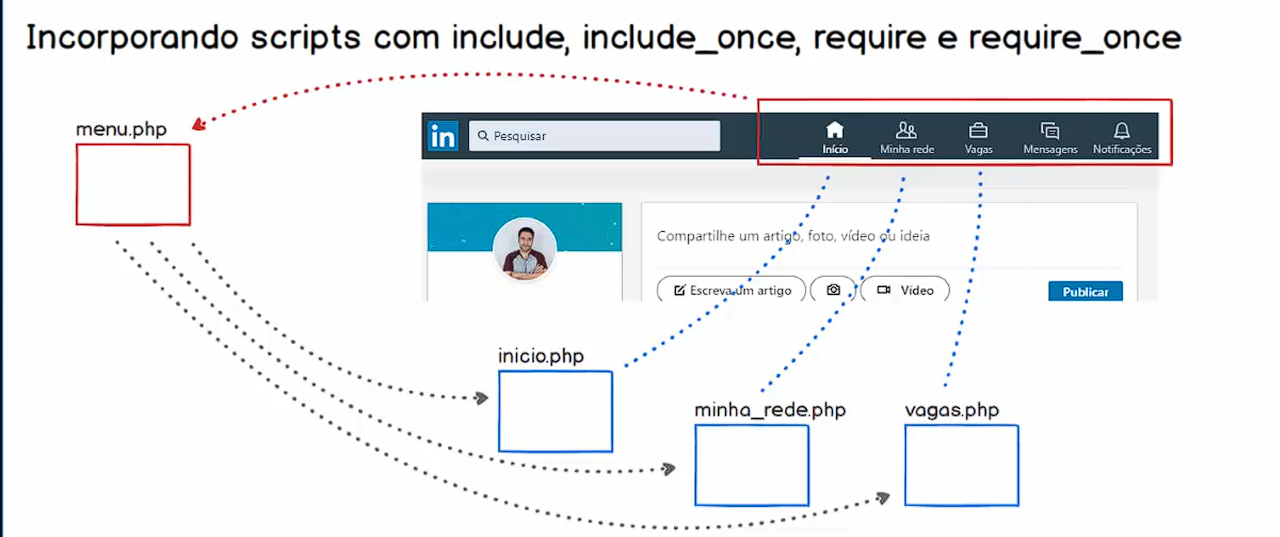 Incorporando scripts com include, include_once, require e require_once
menu.php
in
Pesquisar
Início
Minha rede
Vagas
Mensagens
Notificações
Compartilhe um artigo, foto, vídeo ou ideia
Escreva um artigo
Vídeo
Publicar
inicio.php
minha_rede.php
vagas.php